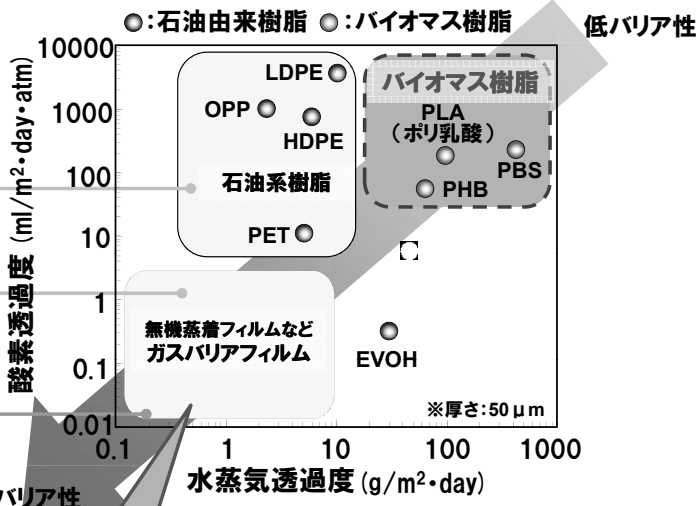 ●:石油由来樹脂 ●:バイオマス樹脂
低バリア性
酸素透過度 (ml/m²・day・atm)
10000
1000
100
10
1
0.1
0.01
LDPE
OPP
HDPE
石油系樹脂
PET
バイオマス樹脂
PLA
(ポリ乳酸)
PBS
PHB
無機蒸着フィルムなど
ガスバリアフィルム
EVOH
※厚さ:50μm
0.1
1
10
100
1000
水蒸気透過度 (g/m²・day)
バリア性